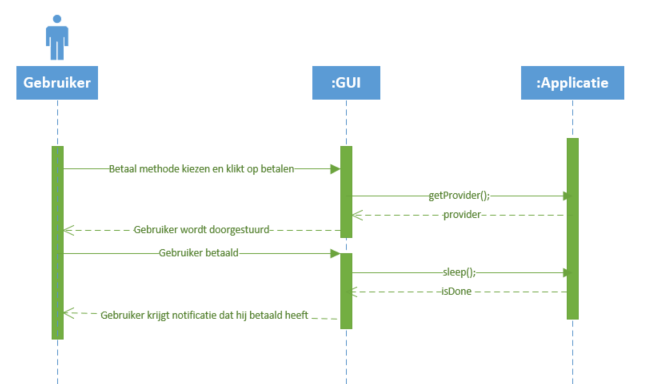 Gebruiker
:GUI
:Applicatie
Betaal methode kiezen en klikt op betalen
getProvider();
provider
Gebruiker wordt doorgestuurd
Gebruiker betaald
sleep();
isDone
Gebruiker krijgt notificatie dat hij betaald heeft